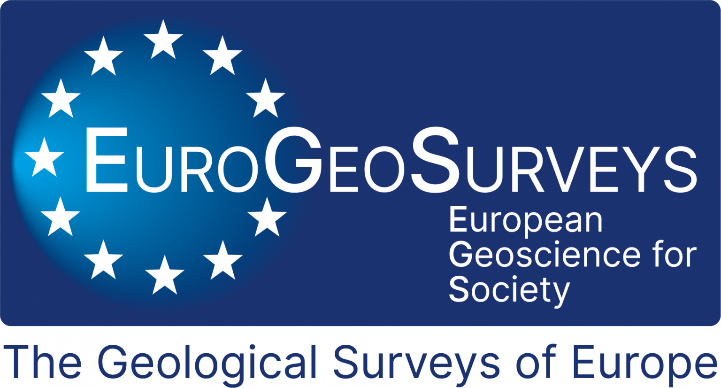 EuroGeoSurveys
European
Geoscience for
Society
The Geological Surveys of Europe